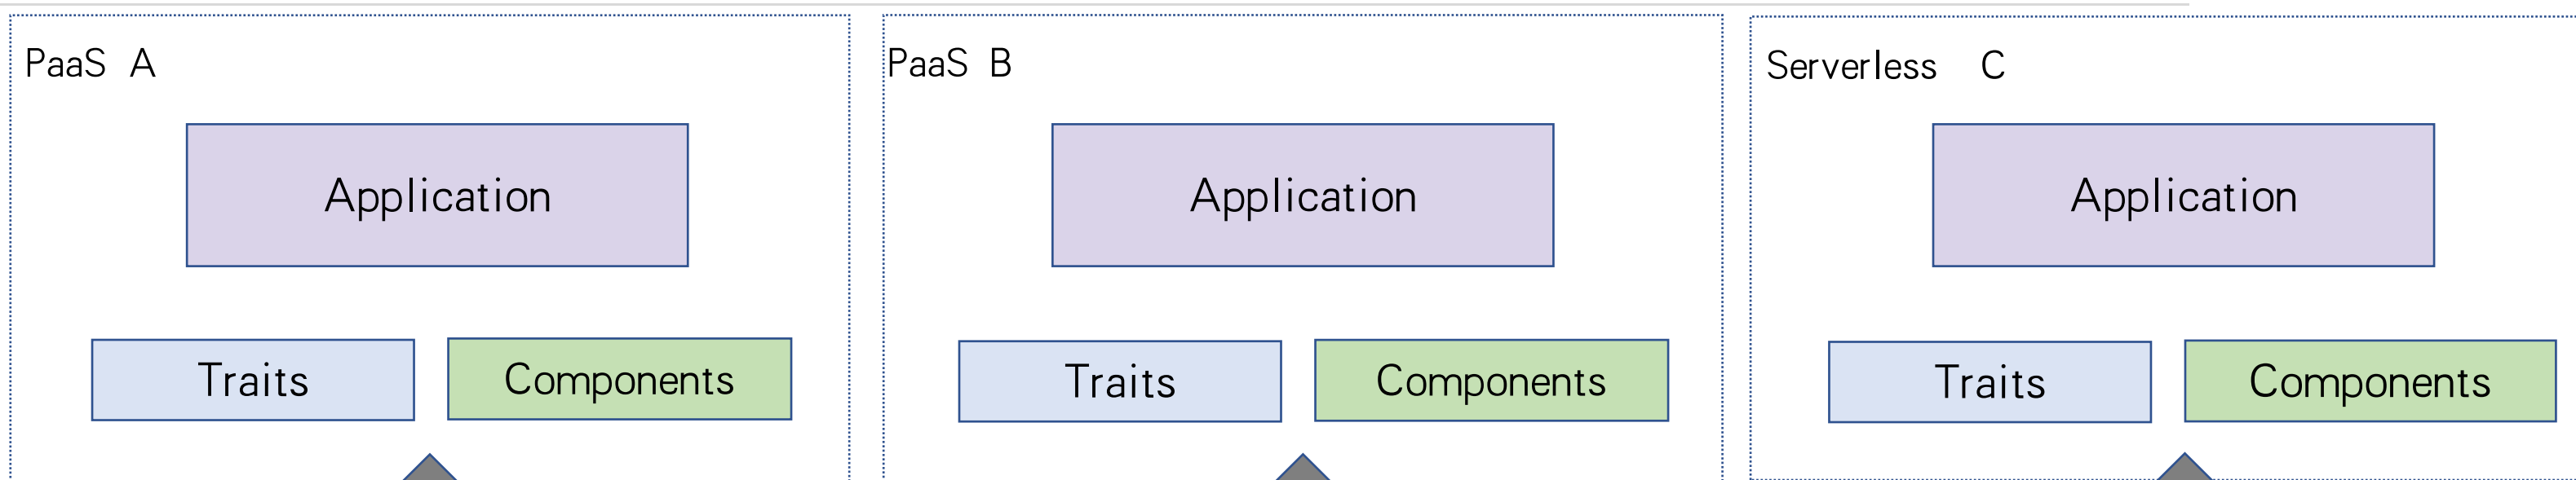 PaaS A
Application
Traits
Components
PaaS B
Application
Traits
Components
Serverless C
Application
Traits
Components